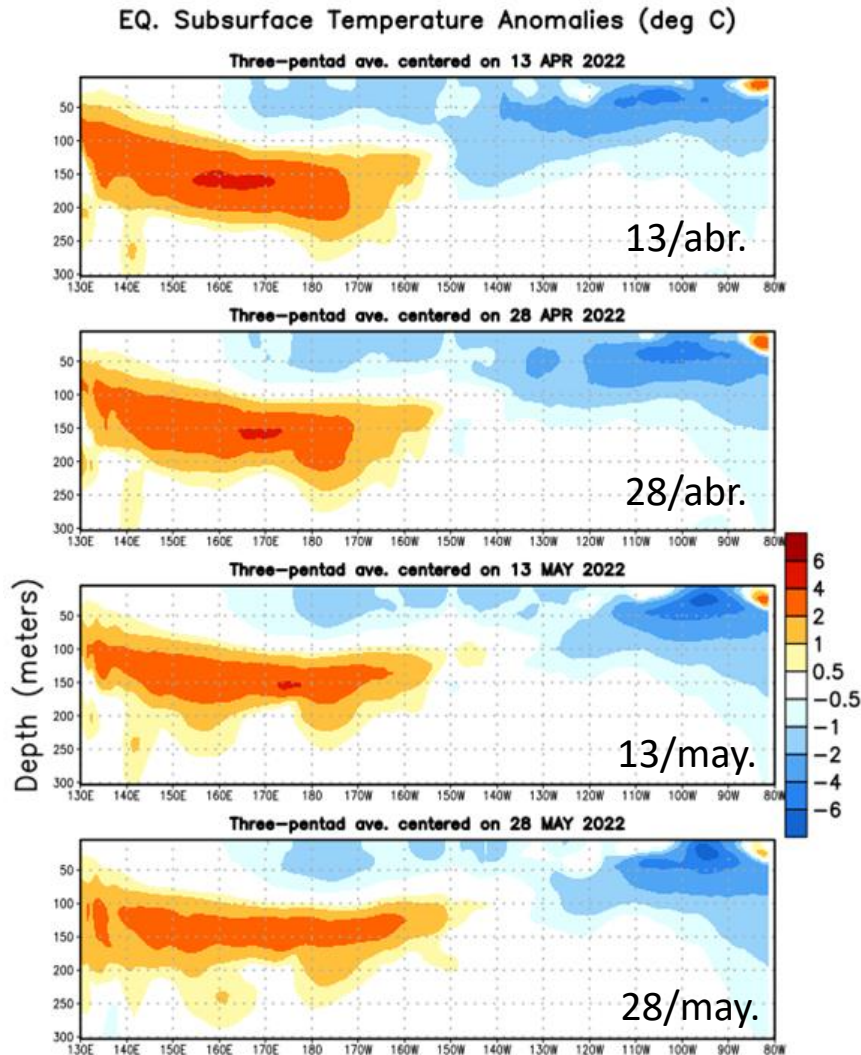 EQ. Subsurface Temperature Anomalies (deg C)
Three-pentad ave. centered on 13 APR 2022
50
100
150
200
250
300
13/abr.
130E 140E 150E 160E 170E 180 170W 160W 150W 140W 130W 120W 110W 100W 90W 80W
Three-pentad ave. centered on 28 APR 2022
50
100
150
200
250
300
28/abr.
130E 140E 150E 160E 170E 180 170W 160W 150W 140W 130W 120W 110W 100W 90W 80W
Three-pentad ave. centered on 13 MAY 2022
50
100
150
200
250
300
13/may.
130E 140E 150E 160E 170E 180 170W 160W 150W 140W 130W 120W 110W 100W 90W 80W
Three-pentad ave. centered on 28 MAY 2022
50
100
150
200
250
300
28/may.
130E 140E 150E 160E 170E 180 170W 160W 150W 140W 130W 120W 110W 100W 90W 80W
Depth (meters)
6
4
2
1
0.5
-0.5
-1
-2
-4
-6